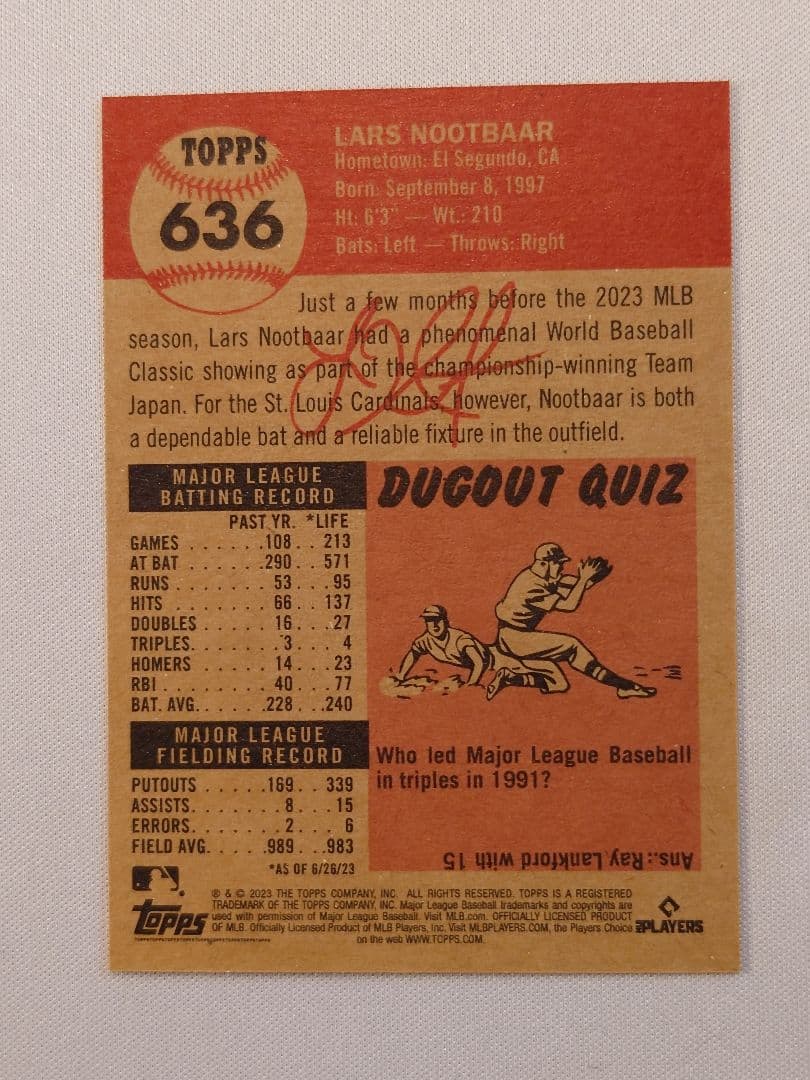 TOPPS
636
LARS NOOTBAAR
Hometown: El Segundo, CA
Born: September 8, 1997
Ht: 6'3" — Wt.: 210
Bats: Left — Throws: Right
Just a few months before the 2023 MLB
season, Lars Nootbaar had a phenomenal World Baseball
Classic showing as part of the championship-winning Team
Japan. For the St. Louis Cardinals, however, Nootbaar is both
a dependable bat and a reliable fixture in the outfield.
MAJOR LEAGUE
BATTING RECORD
PAST YR. *LIFE
GAMES . . . . . .108. . 213
AT BAT . . . . . .290. . 571
RUNS . . . . . . . 53. . . 95
HITS . . . . . . . 66. . 137
DOUBLES . . . . . 16. . . 27
TRIPLES. . . . . . .3 . . . 4
HOMERS . . . . . 14. . . 23
RBI . . . . . . . . 40. . . 77
BAT. AVG. . . . . .228. . .240
MAJOR LEAGUE
FIELDING RECORD
PUTOUTS . . . . .169. . 339
ASSISTS. . . . . . . 8. . . 15
ERRORS. . . . . . . 2. . . 6
FIELD AVG. . . . .989. . .983
*AS OF 6/26/23
DUGOUT QUIZ
Who led Major League Baseball
in triples in 1991?
Ans.: Ray Lankford with 15
topps
® & © 2023 THE TOPPS COMPANY, INC. ALL RIGHTS RESERVED. TOPPS IS A REGISTERED
TRADEMARK OF THE TOPPS COMPANY, INC. Major League Baseball trademarks and copyrights are
used with permission of Major League Baseball. Visit MLB.com. OFFICIALLY LICENSED PRODUCT
OF MLB. Officially Licensed Product of MLB Players, Inc. Visit MLBPLAYERS.COM, the Players Choice
on the web WWW.TOPPS.COM.
PLAYERS